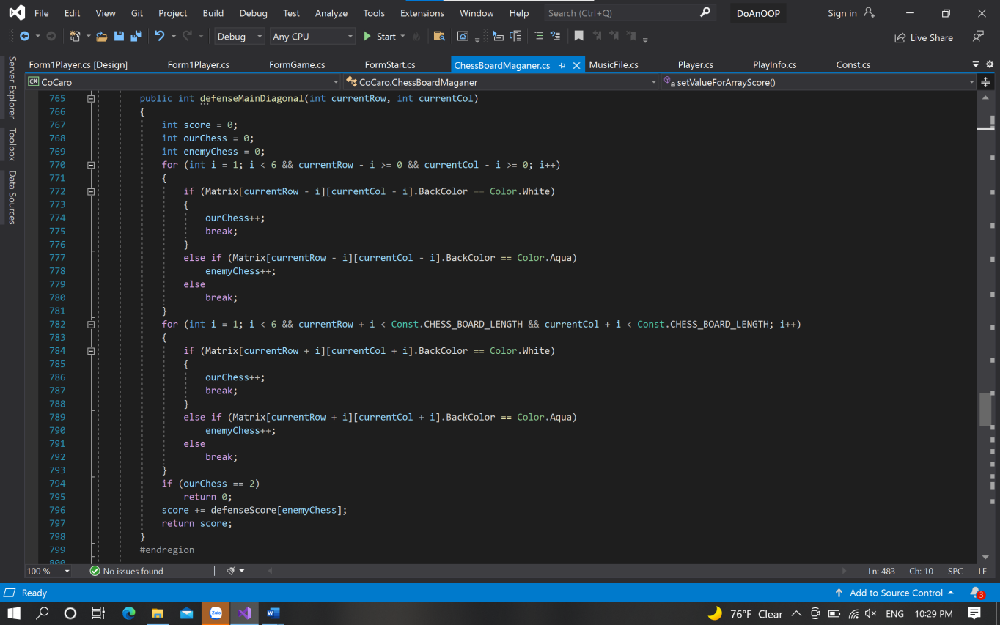 File Edit View Git Project Build Debug Test Analyze Tools Extensions Window Help Search (Ctrl+Q) DoAnOOP Sign in
Debug Any CPU Start Live Share
Form1Player.cs [Design] Form1Player.cs FormGame.cs FormStart.cs ChessBoardMaganer.cs MusicFile.cs Player.cs PlayInfo.cs Const.cs
C# CoCaro CoCaro.ChessBoardMaganer setValueForArrayScore()
Server Explorer
Toolbox
Data Sources
765 public int defenseMainDiagonal(int currentRow, int currentCol)
766 {
767 int score = 0;
768 int ourChess = 0;
769 int enemyChess = 0;
770 for (int i = 1; i < 6 && currentRow - i >= 0 && currentCol - i >= 0; i++)
771 {
772 if (Matrix[currentRow - i][currentCol - i].BackColor == Color.White)
773 {
774 ourChess++;
775 break;
776 }
777 else if (Matrix[currentRow - i][currentCol - i].BackColor == Color.Aqua)
778 enemyChess++;
779 else
780 break;
781 }
782 for (int i = 1; i < 6 && currentRow + i < Const.CHESS_BOARD_LENGTH && currentCol + i < Const.CHESS_BOARD_LENGTH; i++)
783 {
784 if (Matrix[currentRow + i][currentCol + i].BackColor == Color.White)
785 {
786 ourChess++;
787 break;
788 }
789 else if (Matrix[currentRow + i][currentCol + i].BackColor == Color.Aqua)
790 enemyChess++;
791 else
792 break;
793 }
794 if (ourChess == 2)
795 return 0;
796 score += defenseScore[enemyChess];
797 return score;
798 }
799 #endregion
800
100 % No issues found Ln: 483 Ch: 10 SPC LF
Ready Add to Source Control 3
Zalo 76°F Clear ENG 10:29 PM